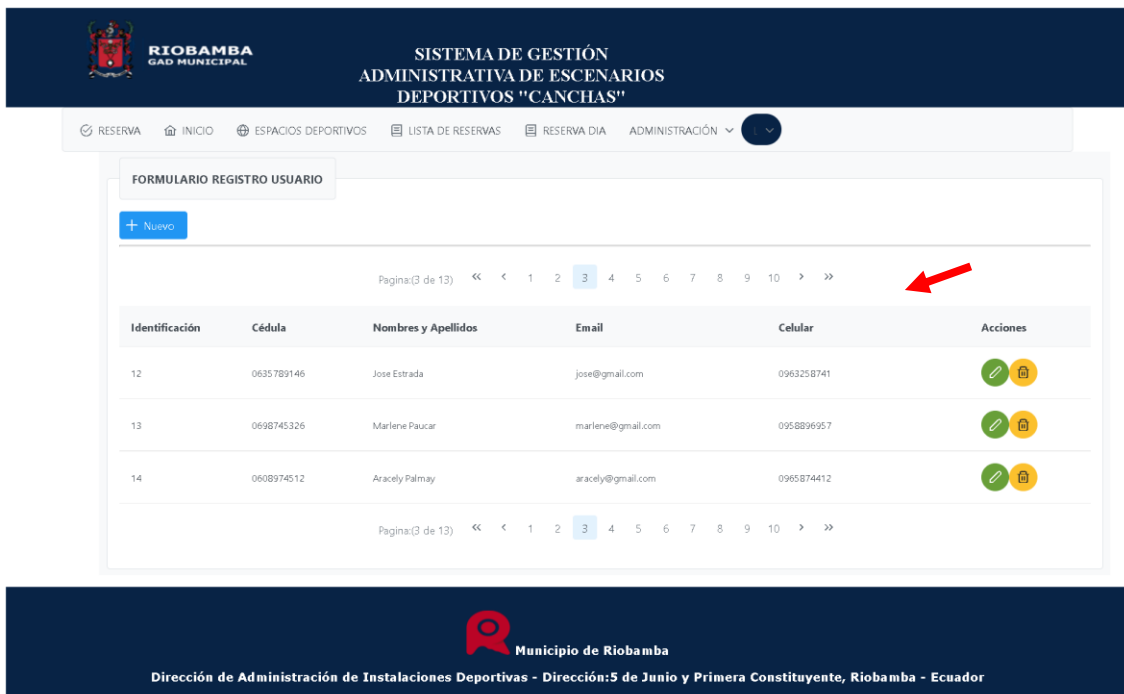 RIOBAMBA
GAD MUNICIPAL
SISTEMA DE GESTIÓN
ADMINISTRATIVA DE ESCENARIOS
DEPORTIVOS "CANCHAS"
RESERVA INICIO ESPACIOS DEPORTIVOS LISTA DE RESERVAS RESERVA DIA ADMINISTRACIÓN
FORMULARIO REGISTRO USUARIO
+ Nuevo
Pagina:(3 de 13) << < 1 2 3 4 5 6 7 8 9 10 > >>
Identificación Cédula Nombres y Apellidos Email Celular Acciones
12 0635789146 Jose Estrada jose@gmail.com 0963258741
13 0698745326 Marlene Paucar marlene@gmail.com 0958896957
14 0608974512 Aracely Palmay aracely@gmail.com 0965874412
Pagina:(3 de 13) << < 1 2 3 4 5 6 7 8 9 10 > >>
Municipio de Riobamba
Dirección de Administración de Instalaciones Deportivas - Dirección:5 de Junio y Primera Constituyente, Riobamba - Ecuador